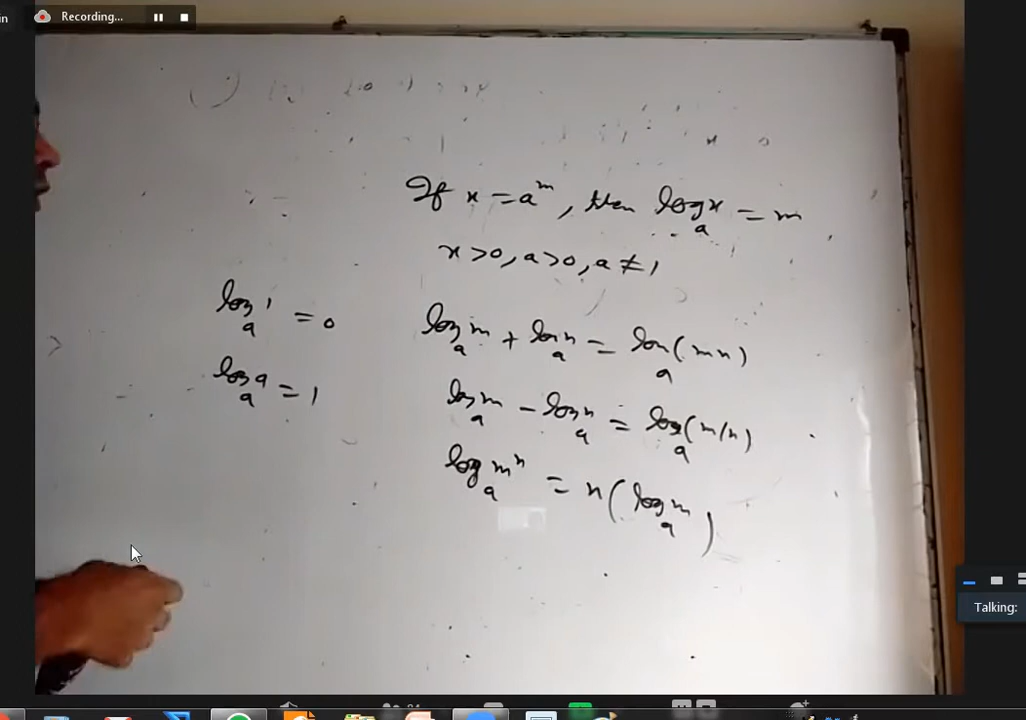 Recording...
If x = a^m, then log_a x = m
x > 0, a > 0, a ≠ 1
log_a 1 = 0
log_a a = 1
log_a m + log_a n = log_a (mn)
log_a m - log_a n = log_a (m/n)
log_a m^n = n (log_a m)
Talking: